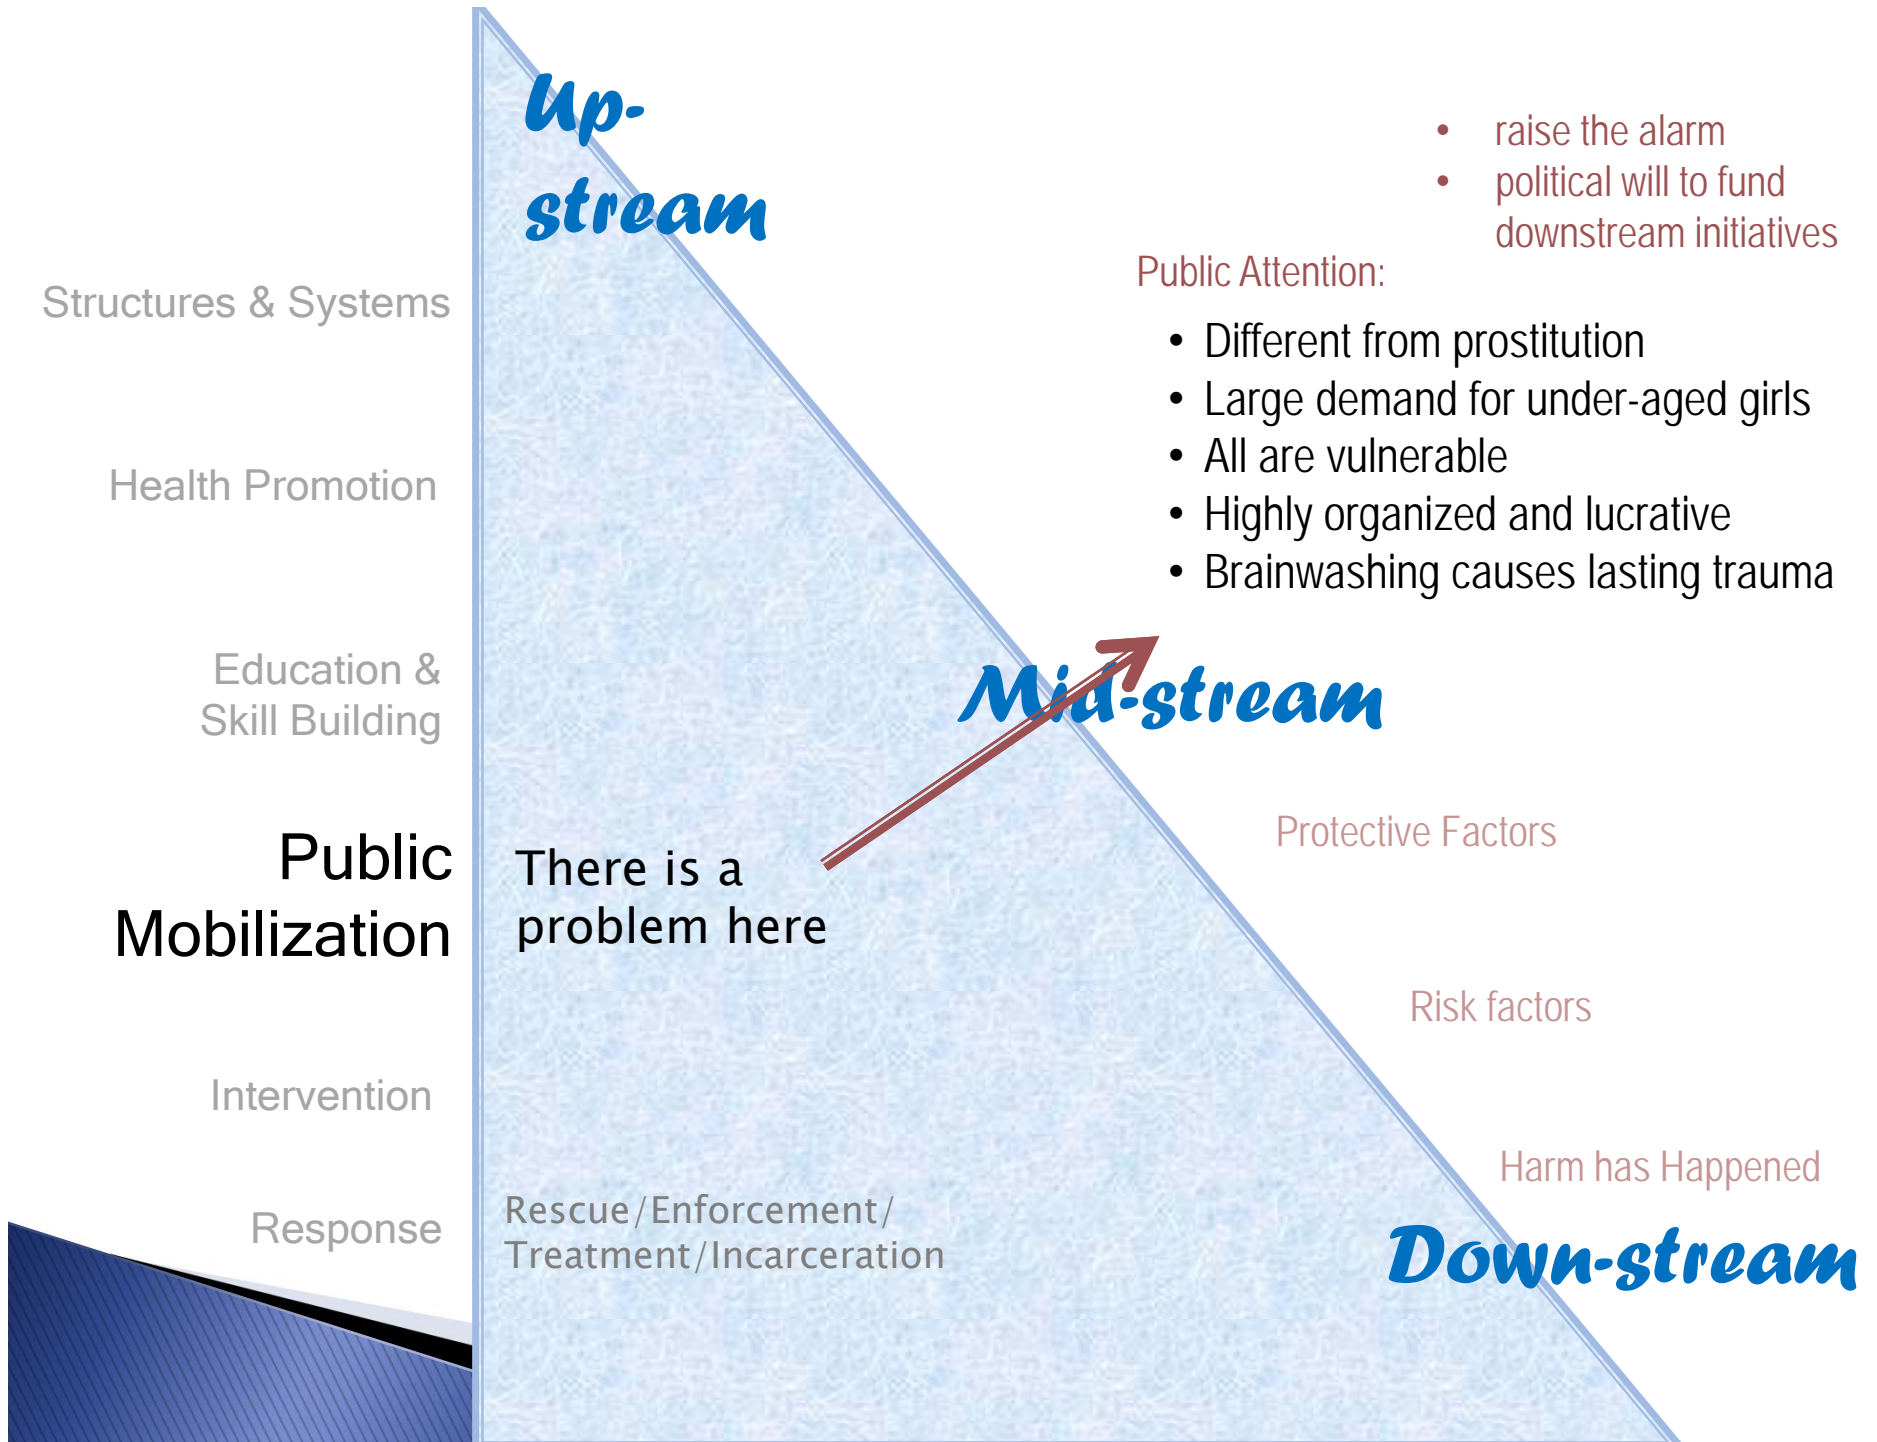 Up-
stream
• raise the alarm
• political will to fund
downstream initiatives
Public Attention:
• Different from prostitution
• Large demand for under-aged girls
• All are vulnerable
• Highly organized and lucrative
• Brainwashing causes lasting trauma
Structures & Systems
Health Promotion
Education &
Skill Building
Mid-stream
Public
Mobilization
There is a
problem here
Protective Factors
Risk factors
Intervention
Harm has Happened
Response
Rescue/Enforcement/
Treatment/Incarceration
Down-stream